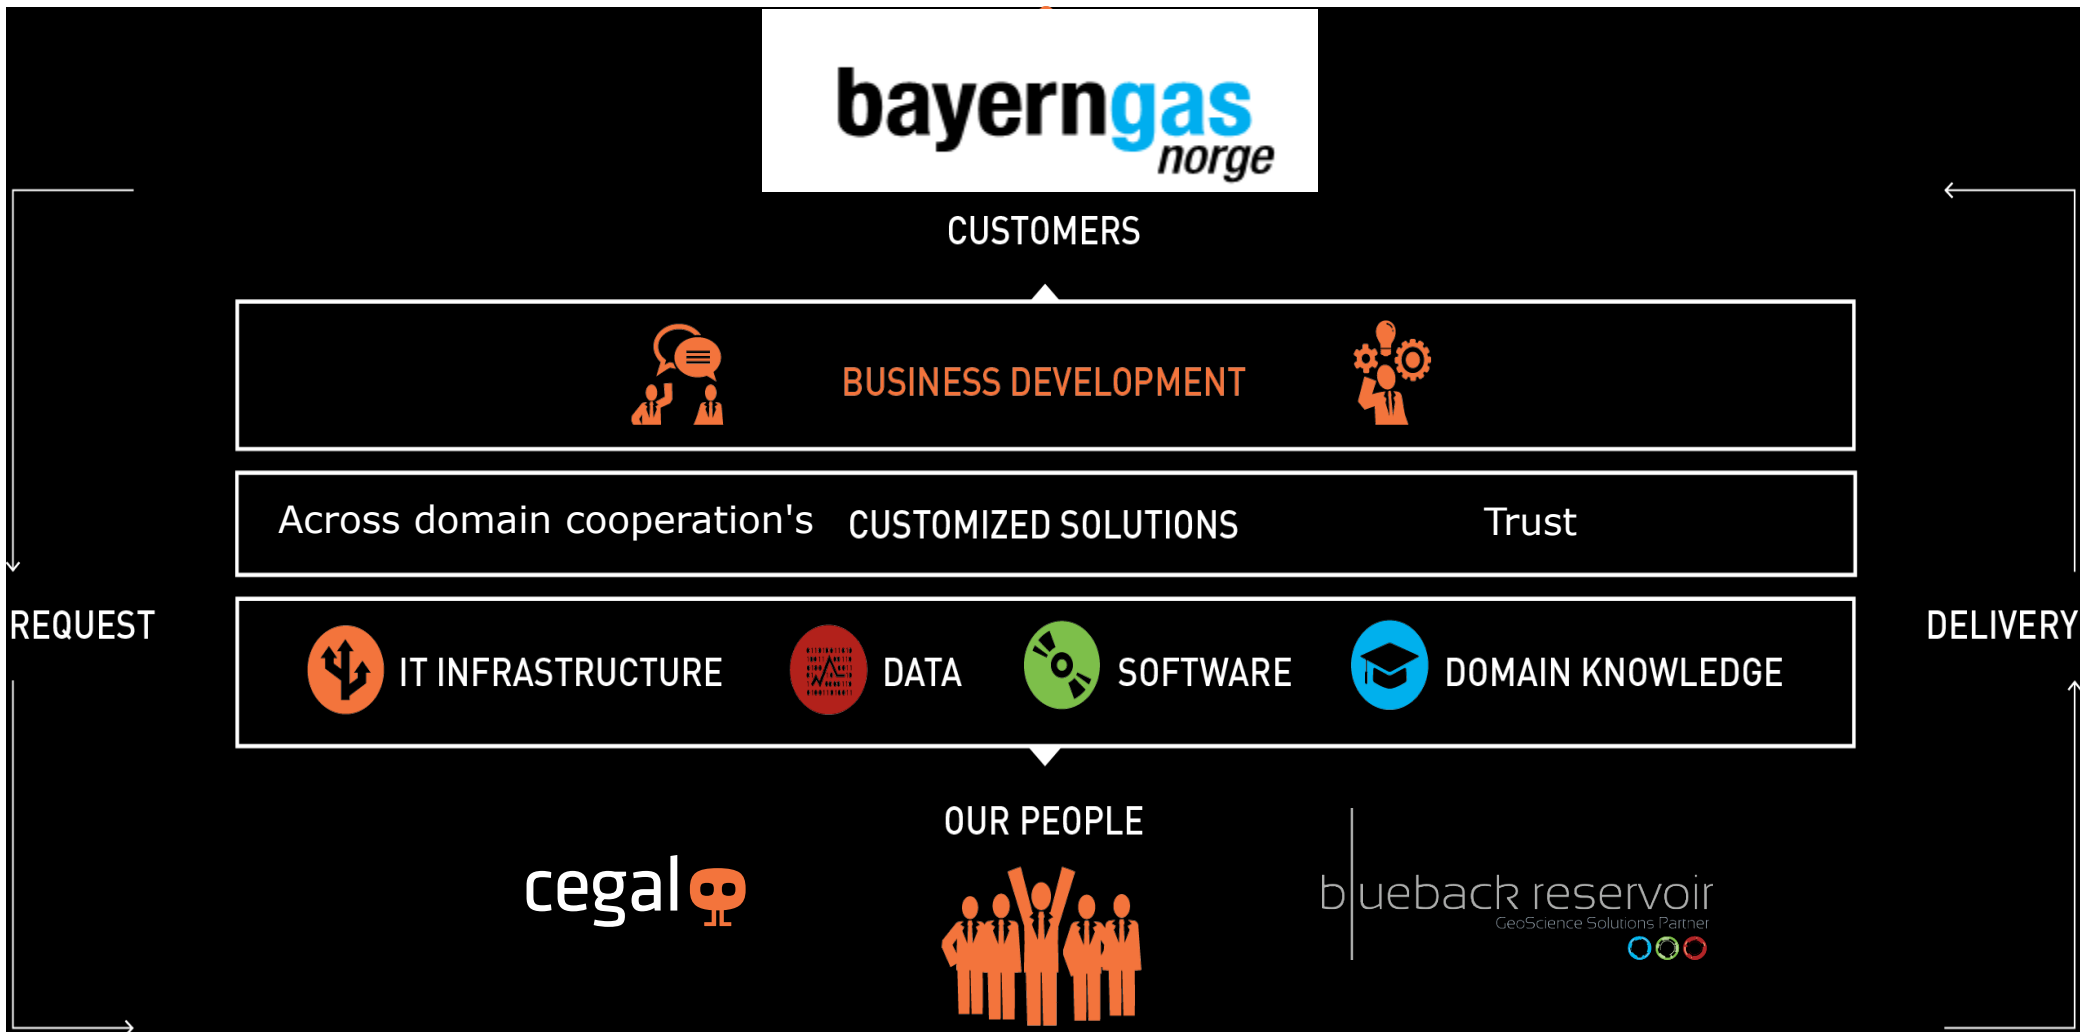 bayerngas
norge
CUSTOMERS
BUSINESS DEVELOPMENT
Across domain cooperation's CUSTOMIZED SOLUTIONS Trust
REQUEST
DELIVERY
IT INFRASTRUCTURE DATA SOFTWARE DOMAIN KNOWLEDGE
OUR PEOPLE
cegal
blueback reservoir
GeoScience Solutions Partner